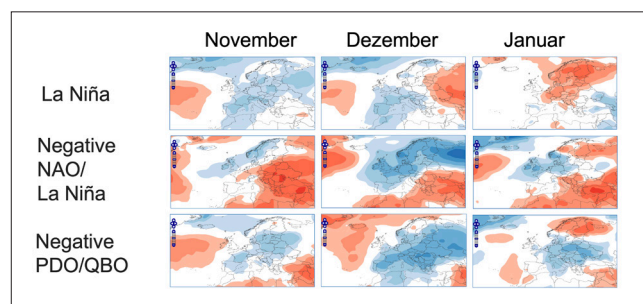 November Dezember Januar
La Niña
Negative
NAO/
La Niña
Negative
PDO/QBO